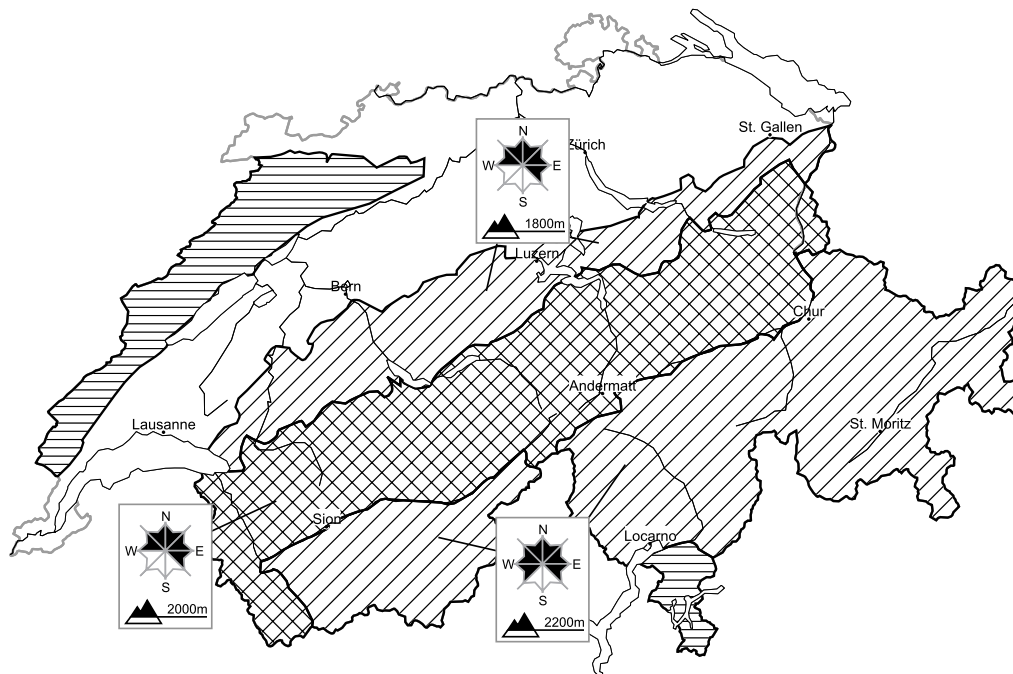 St. Gallen
N
W E
S
1800m
Zürich
Luzern
Bern
Chur
Andermatt
St. Moritz
Lausanne
Sion
Locarno
N
W E
S
2000m
N
W E
S
2200m